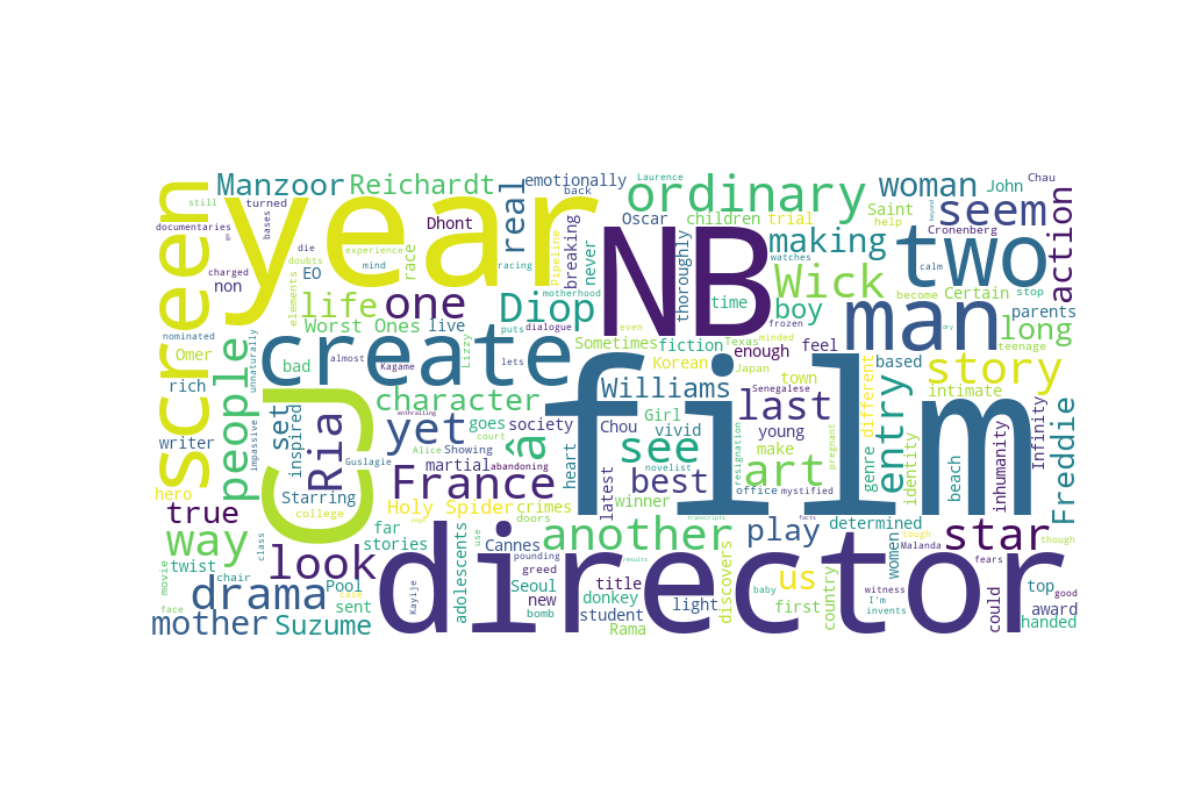 screen
year
film
director
NB
CJ
create
two
man
ordinary
Manzoor
Reichardt
real
emotionally
Laurence
back
woman
John
Chau
seem
action
still
turned
documentaries
bases
go
Dhont
Oscar
children
trial
Saint
help
beyond
Cronenberg
die
experience
doubts
mind
race
racing
Pipeline
breaking
never
thoroughly
making
watches
calm
charged
non
EO
elements
life
one
Diop
motherhood
time
Wick
boy
frozen
become
Certain
stop
parents
long
teenage
nominated
Omer
people
unnaturally
Worst Ones
live
puts
dialogue
Lizzy
Sometimes
even
fiction
Texas
minded
enough
feel
dry
based
story
bad
almost
Kagame
lets
Korean
Japan
town
different
intimate
rich
character
Williams
Senegalese
writer
set
inspired
Ria
enthralling
yet
goes
society
â
Chou
Girl
vivid
last
young
entry
Infinity
Freddie
impassive
court
Alice
Showing
see
make
genre
identity
beach
inhumanity
Guslagie
martial
abandoning
heart
novelist
resignation
pregnant
hero
Starring
France
latest
best
office
mystified
art
college
Holy Spider
crimes
winner
true
way
far
stories
page
doors
another
transcripts
facts
play
determined
tough
star
though
class
look
Cannes
use
results
twist
pounding
discovers
us
women
Malanda
fears
movie
chair
Pool
adolescents
greed
title
case
drama
sent
Kayije
Seoul
donkey
light
baby
first
country
witness
I'm
invents
could
top
good
award
face
mother
Suzume
new
bomb
student
Rama
handed